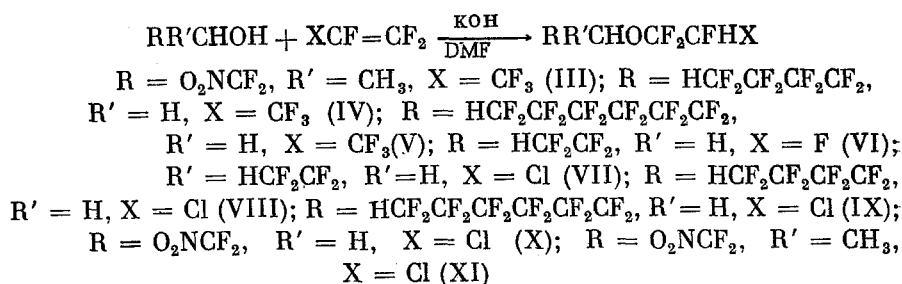 RR'CHOH + XCF=CF₂ KOH DMF → RR'CHOCF₂CFHX
R = O₂NCF₂, R' = CH₃, X = CF₃ (III); R = HCF₂CF₂CF₂CF₂,
R' = H, X = CF₃ (IV); R = HCF₂CF₂CF₂CF₂CF₂CF₂,
R' = H, X = CF₃(V); R = HCF₂CF₂, R' = H, X = F (VI);
R' = HCF₂CF₂, R'=H, X = Cl (VII); R = HCF₂CF₂CF₂CF₂,
R' = H, X = Cl (VIII); R = HCF₂CF₂CF₂CF₂CF₂CF₂, R'= H, X = Cl (IX);
R = O₂NCF₂, R' = H, X = Cl (X); R = O₂NCF₂, R' = CH₃,
X = Cl (XI)